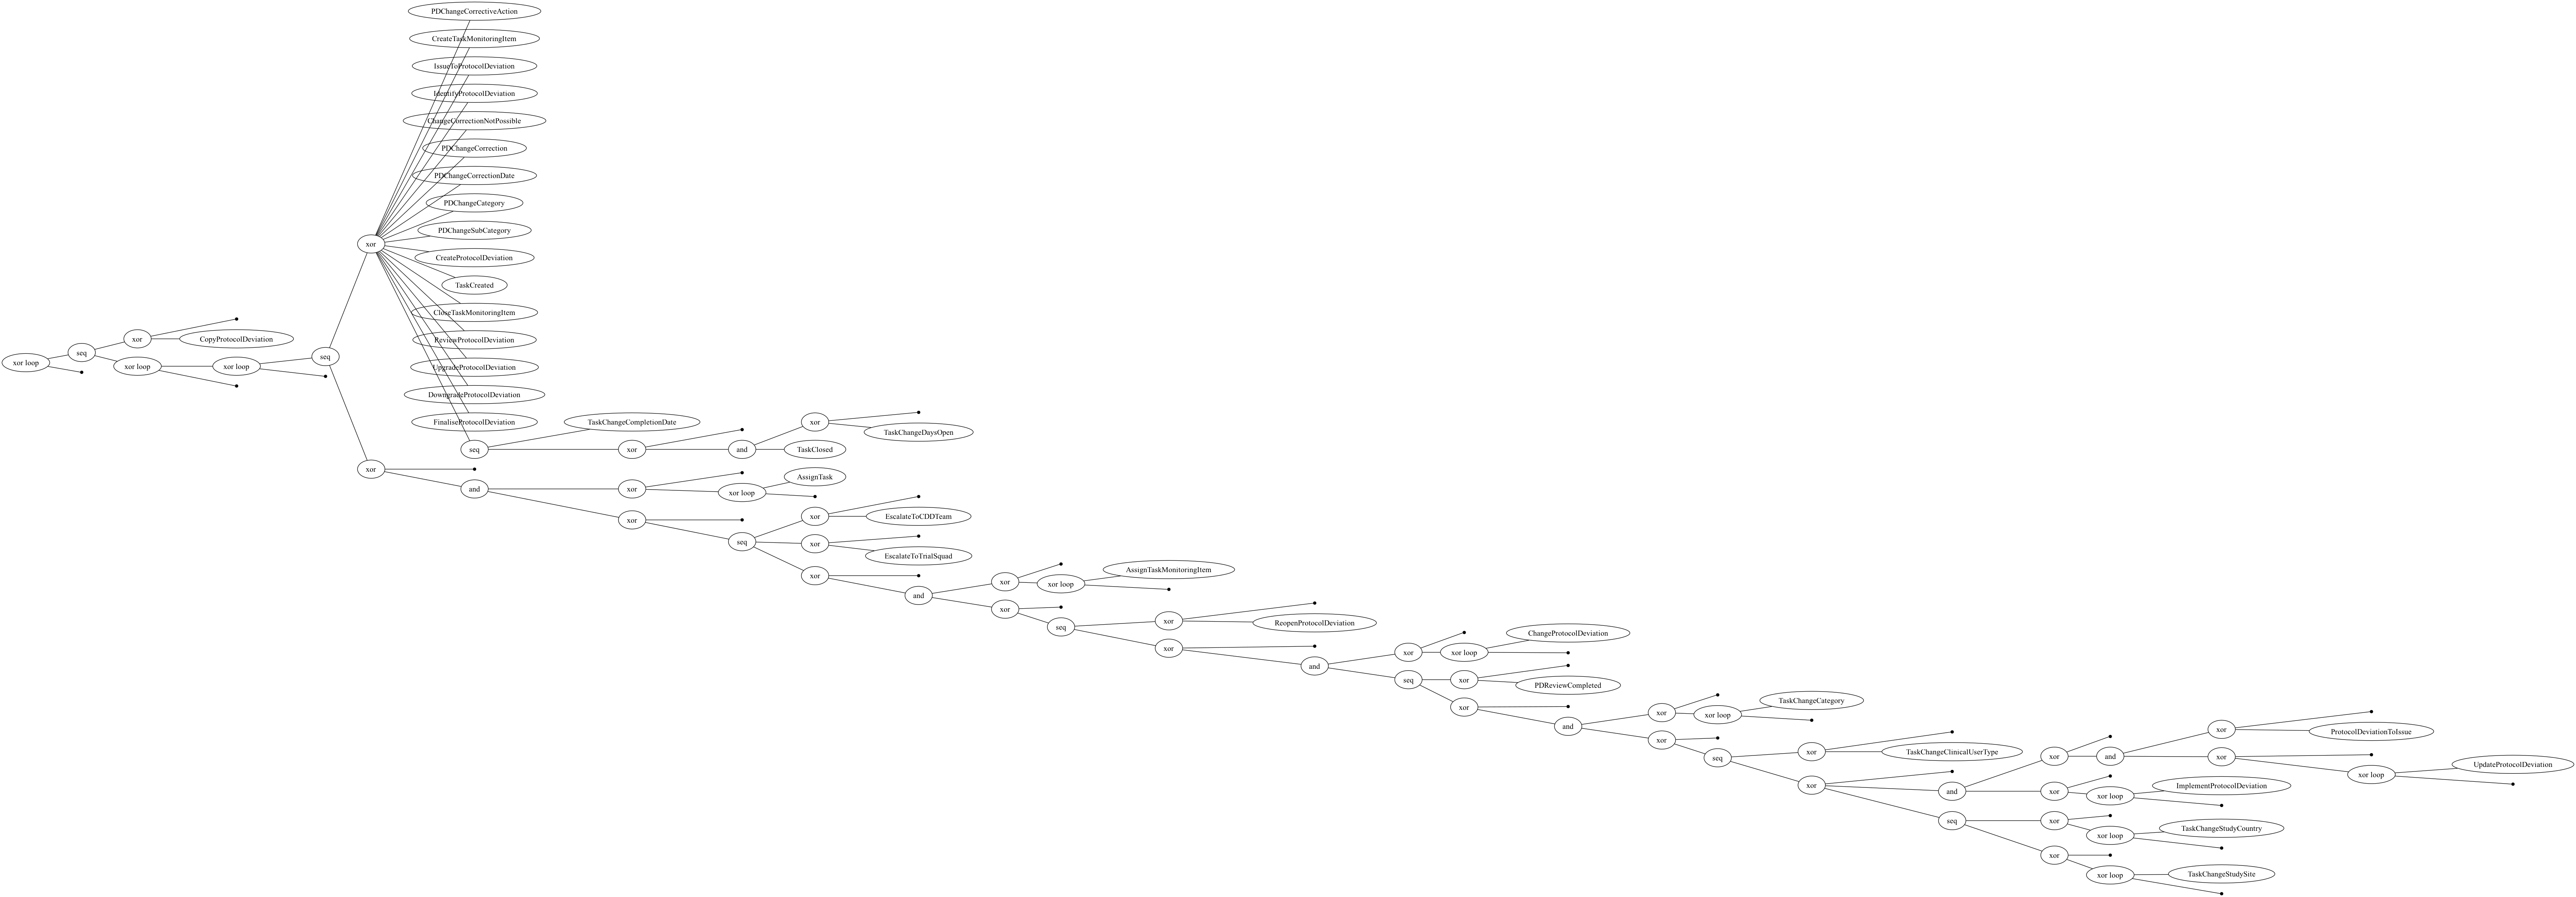 PDChangeCorrectiveAction
CreateTaskMonitoringItem
IssueToProtocolDeviation
IdentifyProtocolDeviation
ChangeCorrectionNotPossible
PDChangeCorrection
PDChangeCorrectionDate
PDChangeCategory
PDChangeSubCategory
xor
CreateProtocolDeviation
TaskCreated
CloseTaskMonitoringItem
xor
CopyProtocolDeviation
ReviewProtocolDeviation
seq
seq
xor loop
xor loop
xor loop
UpgradeProtocolDeviation
DowngradeProtocolDeviation
FinaliseProtocolDeviation
TaskChangeCompletionDate
xor
TaskChangeDaysOpen
seq
xor
and
TaskClosed
xor
AssignTask
and
xor
xor loop
xor
EscalateToCDDTeam
xor
seq
xor
EscalateToTrialSquad
AssignTaskMonitoringItem
xor
xor
xor loop
and
xor
xor
ReopenProtocolDeviation
seq
ChangeProtocolDeviation
xor
xor
xor loop
and
seq
xor
PDReviewCompleted
TaskChangeCategory
xor
xor
xor loop
and
xor
ProtocolDeviationToIssue
xor
xor
TaskChangeClinicalUserType
seq
xor
and
xor
UpdateProtocolDeviation
xor loop
xor
and
xor
ImplementProtocolDeviation
xor loop
seq
xor
TaskChangeStudyCountry
xor loop
xor
xor loop
TaskChangeStudySite